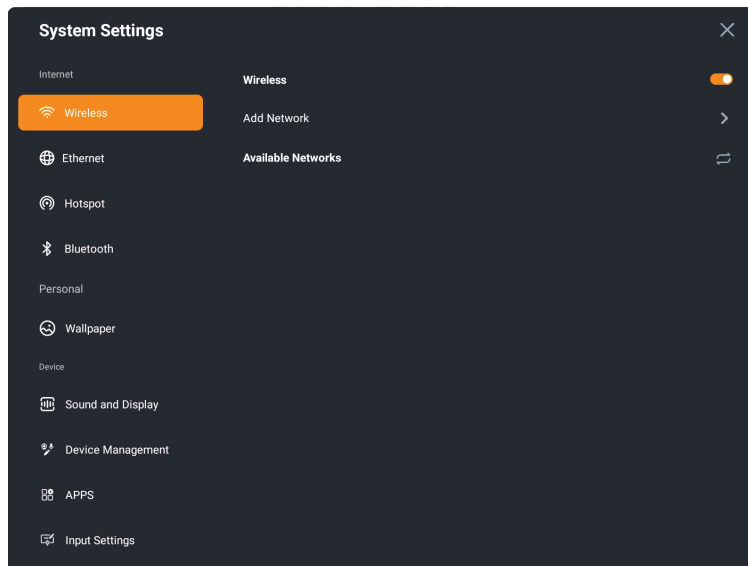 System Settings
Internet
Wireless
Ethernet
Hotspot
Bluetooth
Personal
Wallpaper
Device
Sound and Display
Device Management
APPS
Input Settings
Wireless
Add Network
Available Networks